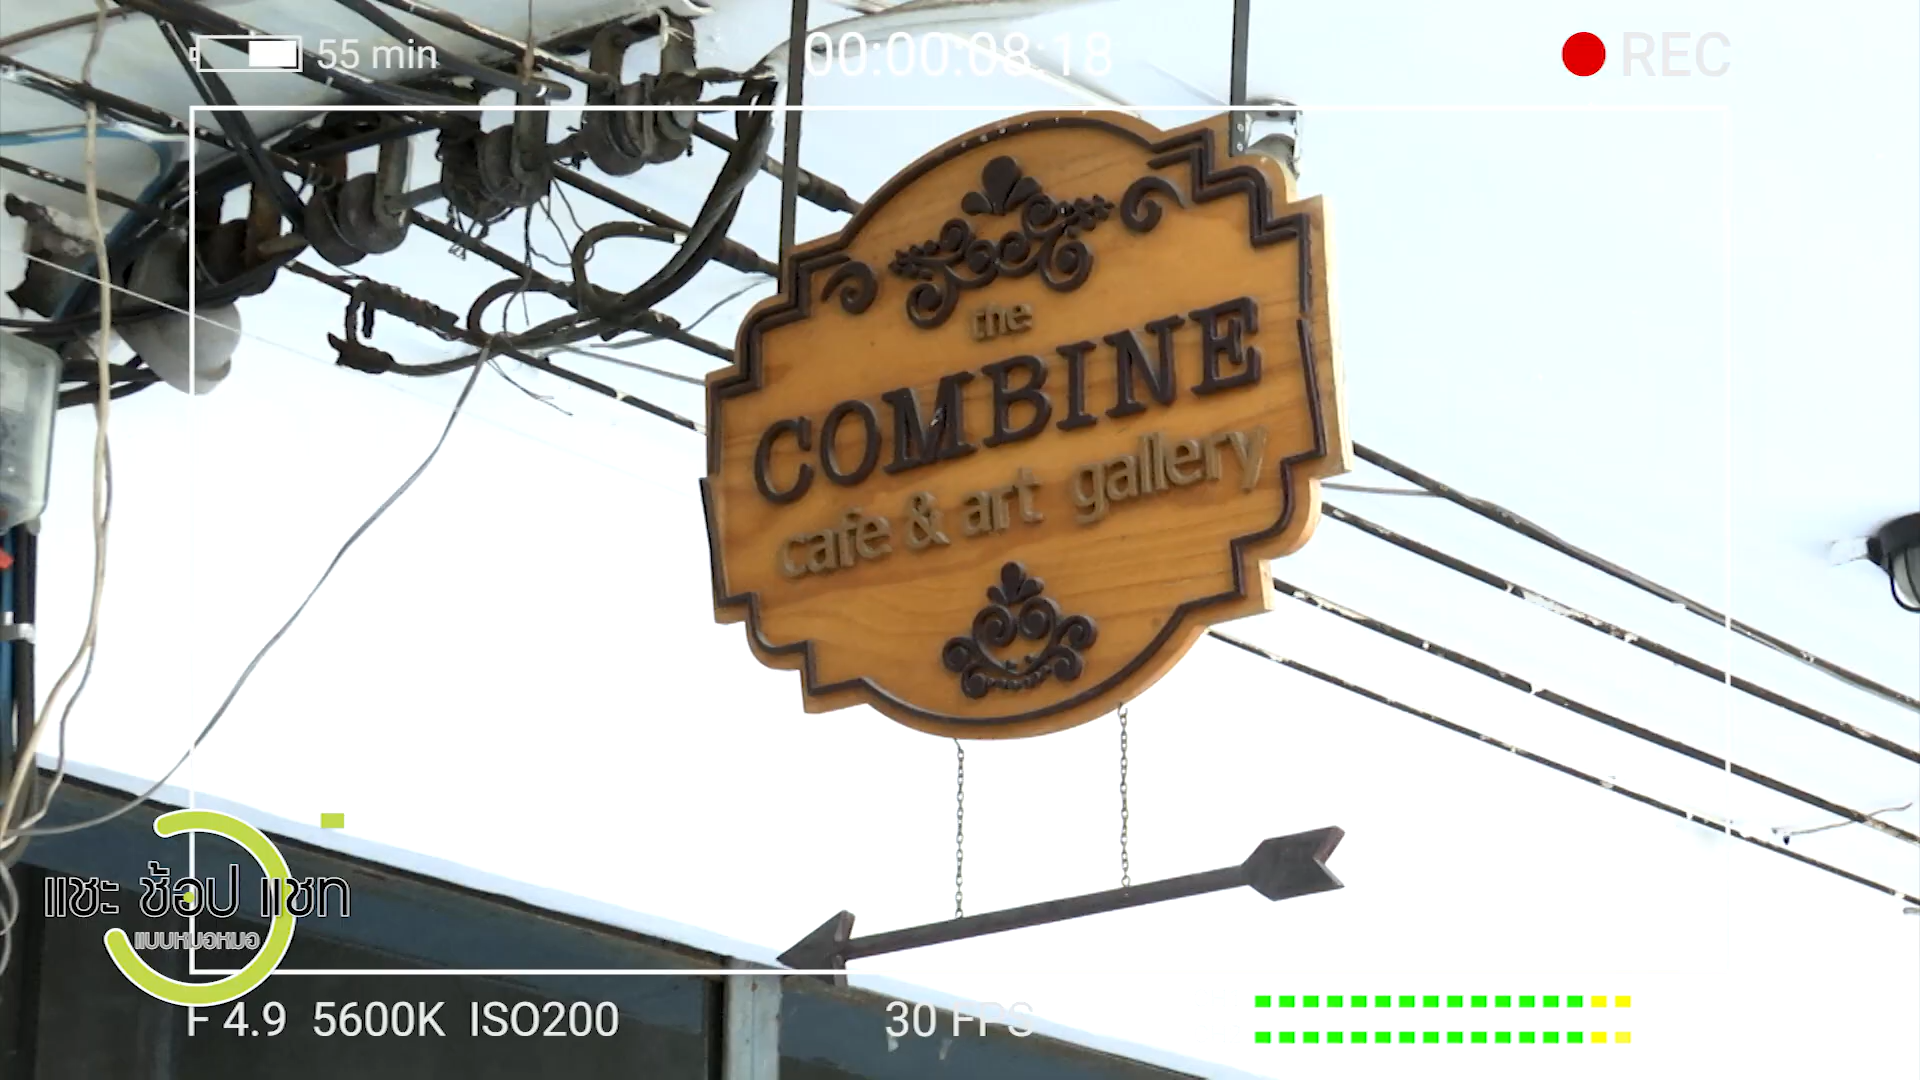 55 min
00:00:08:18
REC
the
COMBINE
cafe & art gallery
แชะ ช้อป แชท
แบบหมอหมอ
F 4.9 5600K ISO200
30 FPS